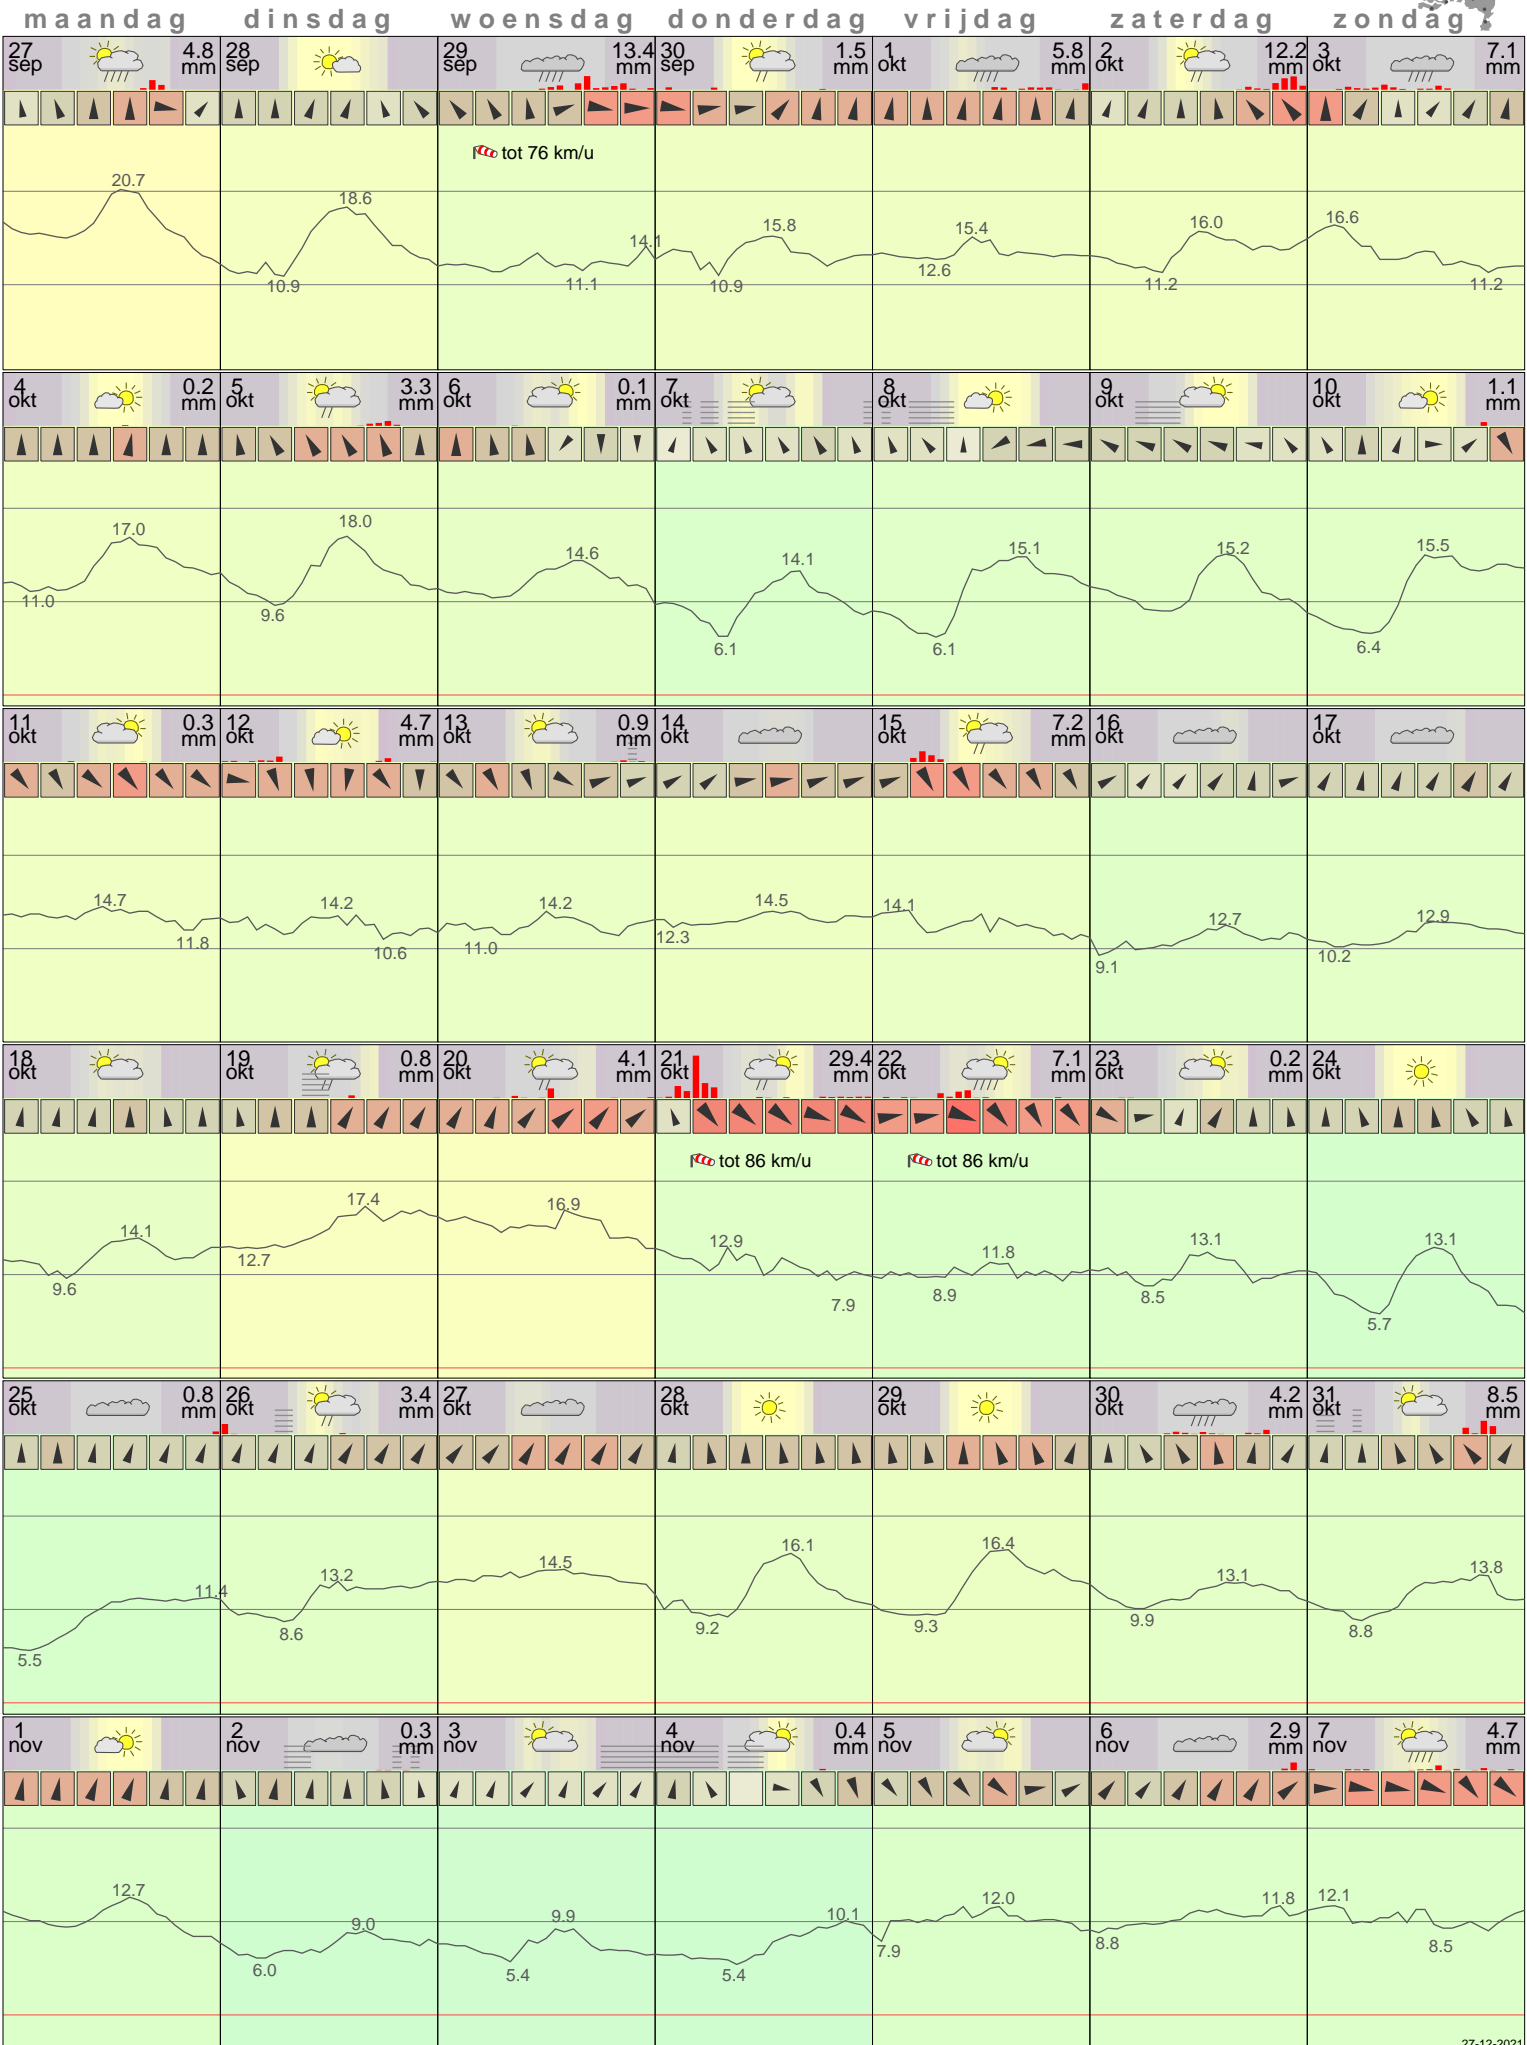 maandag dinsdag woensdag donderdag vrijdag zaterdag zondag
27 sep 4.8 mm 28 sep 29 sep 13.4 mm 30 sep 1.5 mm 1 okt 5.8 mm 2 okt 12.2 mm 3 okt 7.1 mm
tot 76 km/u
20.7 18.6 10.9 14.1 11.1 15.8 10.9 15.4 12.6 16.0 11.2 16.6 11.2
4 okt 0.2 mm 5 okt 3.3 mm 6 okt 0.1 mm 7 okt 8 okt 9 okt 10 okt 1.1 mm
17.0 11.0 18.0 9.6 14.6 14.1 6.1 15.1 6.1 15.2 15.5 6.4
11 okt 0.3 mm 12 okt 4.7 mm 13 okt 0.9 mm 14 okt 15 okt 7.2 mm 16 okt 17 okt
14.7 11.8 14.2 10.6 14.2 11.0 14.5 12.3 14.1 12.7 9.1 12.9 10.2
18 okt 19 okt 0.8 mm 20 okt 4.1 mm 21 okt 29.4 mm 22 okt 7.1 mm 23 okt 0.2 mm 24 okt
tot 86 km/u tot 86 km/u
14.1 9.6 17.4 12.7 16.9 12.9 7.9 11.8 8.9 13.1 8.5 13.1 5.7
25 okt 0.8 mm 26 okt 3.4 mm 27 okt 28 okt 29 okt 30 okt 4.2 mm 31 okt 8.5 mm
11.4 5.5 13.2 8.6 14.5 16.1 9.2 16.4 9.3 13.1 9.9 13.8 8.8
1 nov 2 nov 0.3 mm 3 nov 4 nov 0.4 mm 5 nov 6 nov 2.9 mm 7 nov 4.7 mm
12.7 9.0 6.0 9.9 5.4 10.1 5.4 12.0 7.9 11.8 8.8 12.1 8.5
27-12-2021